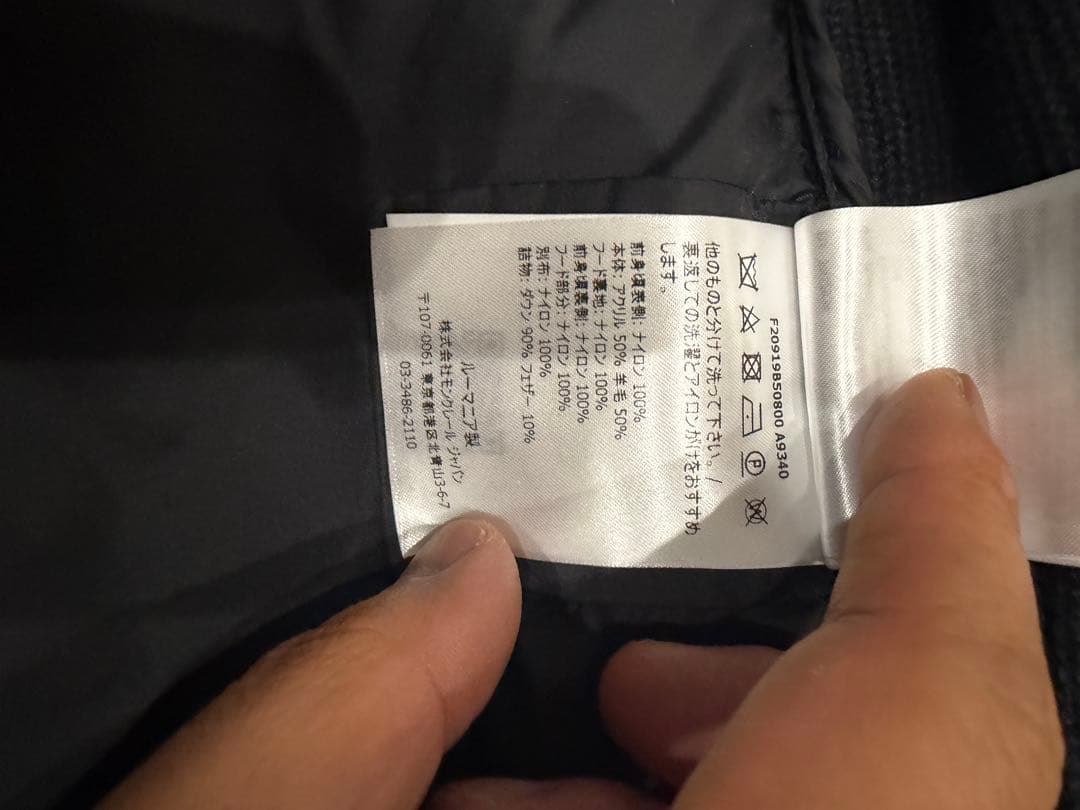 F20919B50800 A9340
他のものと分けて洗って下さい。/
裏返しての洗濯とアイロンがけをおすすめ
します。
前身頃表側: ナイロン 100%
本体: アクリル 50% 羊毛 50%
フード裏地: ナイロン 100%
前身頃裏側: ナイロン 100%
フード部分: ナイロン 100%
別布: ナイロン 100%
詰物: ダウン 90% フェザー 10%
ルーマニア製
株式会社モンクレール ジャパン
〒107-0061 東京都港区北青山3-6-7
03-3486-2110